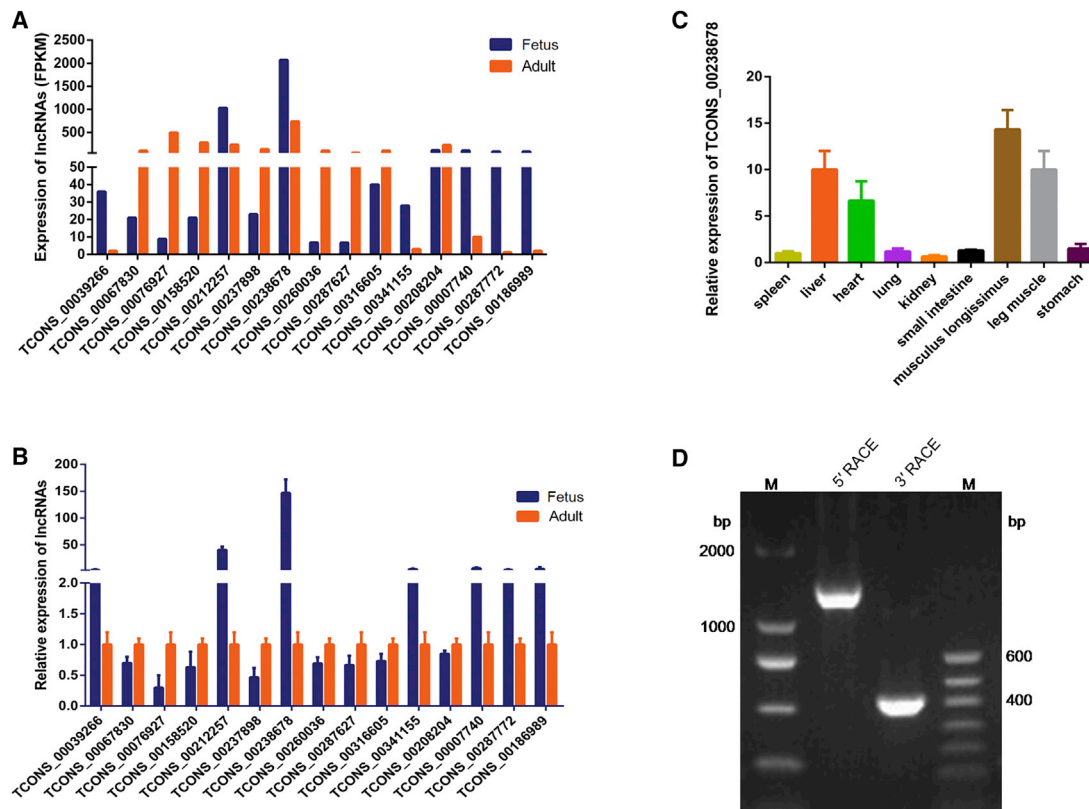 A
Expression of lncRNAs (FPKM)
2500
2000
1500
1000
500
50
40
30
20
10
0
Fetus
Adult
TCONS_00039266
TCONS_00067830
TCONS_00076927
TCONS_00158520
TCONS_00212257
TCONS_00237898
TCONS_00238678
TCONS_00260036
TCONS_00287627
TCONS_00316605
TCONS_00341155
TCONS_00208204
TCONS_00007740
TCONS_00287772
TCONS_00186989
B
Relative expression of lncRNAs
200
150
100
50
2.0
1.5
1.0
0.5
0.0
Fetus
Adult
TCONS_00039266
TCONS_00067830
TCONS_00076927
TCONS_00158520
TCONS_00212257
TCONS_00237898
TCONS_00238678
TCONS_00260036
TCONS_00287627
TCONS_00316605
TCONS_00341155
TCONS_00208204
TCONS_00007740
TCONS_00287772
TCONS_00186989
C
Relative expression of TCONS_00238678
20
15
10
5
0
spleen
liver
heart
lung
kidney
small intestine
musculus longissimus
leg muscle
stomach
D
M
5′ RACE
3′ RACE
M
bp
bp
2000
1000
600
400